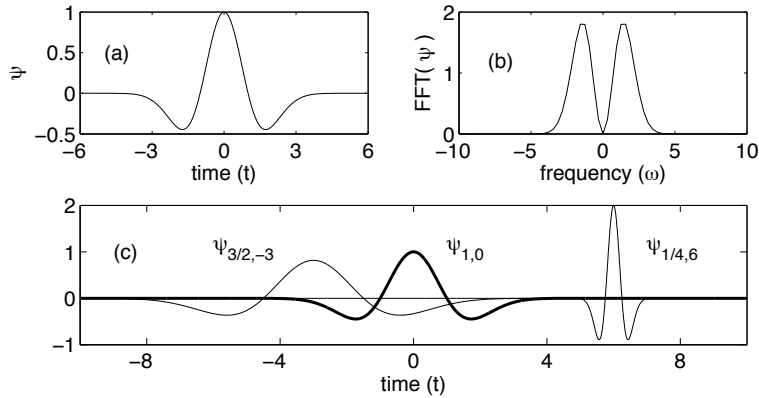 1
(a)
ψ
0
-0.5
-6 -3 0 3 6
time (t)
2
(b)
FFT( ψ )
1
0
-10 -5 0 5 10
frequency (ω)
2
(c)
ψ3/2,-3
ψ1,0
ψ1/4,6
1
0
-1
-8 -4 0 4 8
time (t)